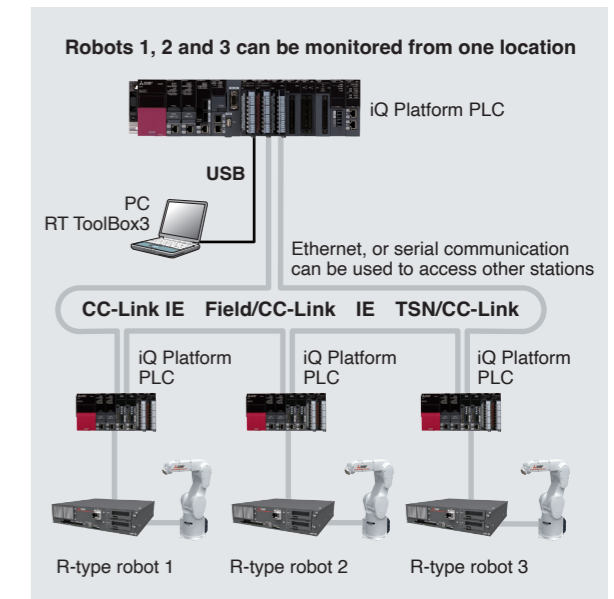 Robots 1, 2 and 3 can be monitored from one location
iQ Platform PLC
USB
PC
RT ToolBox3
Ethernet, or serial communication
can be used to access other stations
CC-Link IE Field/CC-Link IE TSN/CC-Link
iQ Platform
PLC
iQ Platform
PLC
iQ Platform
PLC
R-type robot 1
R-type robot 2
R-type robot 3